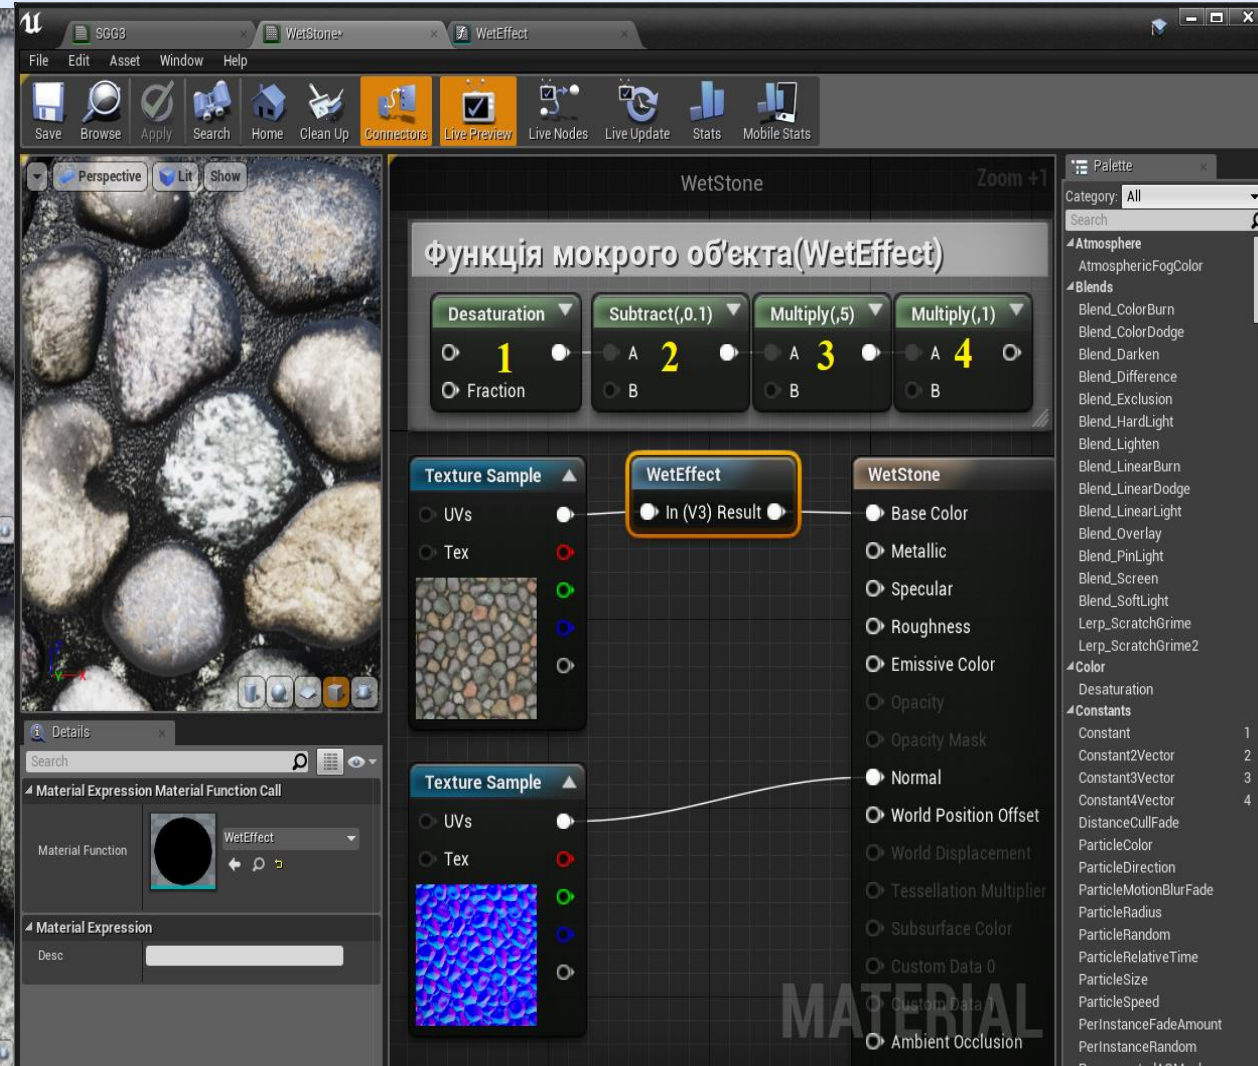 SGG3
WetStone*
WetEffect
File Edit Asset Window Help
Save Browse Apply Search Home Clean Up Connectors Live Preview Live Nodes Live Update Stats Mobile Stats
Perspective Lit Show
WetStone
Zoom +1
Функція мокрого об'єкта(WetEffect)
Desaturation
1
Fraction
Subtract(,0.1)
A 2
B
Multiply(,5)
A 3
B
Multiply(,1)
A 4
B
Texture Sample
UVs
Tex
WetEffect
In (V3) Result
WetStone
Base Color
Metallic
Specular
Roughness
Emissive Color
Opacity
Opacity Mask
Normal
World Position Offset
World Displacement
Tessellation Multiplier
Subsurface Color
Custom Data 0
Custom Data 1
Ambient Occlusion
Texture Sample
UVs
Tex
MATERIAL
Z
Y X
Details
Search
Material Expression Material Function Call
Material Function
WetEffect
Material Expression
Desc
Palette
Category: All
Search
Atmosphere
AtmosphericFogColor
Blends
Blend_ColorBurn
Blend_ColorDodge
Blend_Darken
Blend_Difference
Blend_Exclusion
Blend_HardLight
Blend_Lighten
Blend_LinearBurn
Blend_LinearDodge
Blend_LinearLight
Blend_Overlay
Blend_PinLight
Blend_Screen
Blend_SoftLight
Lerp_ScratchGrime
Lerp_ScratchGrime2
Color
Desaturation
Constants
Constant 1
Constant2Vector 2
Constant3Vector 3
Constant4Vector 4
DistanceCullFade
ParticleColor
ParticleDirection
ParticleMotionBlurFade
ParticleRadius
ParticleRandom
ParticleRelativeTime
ParticleSize
ParticleSpeed
PerInstanceFadeAmount
PerInstanceRandom